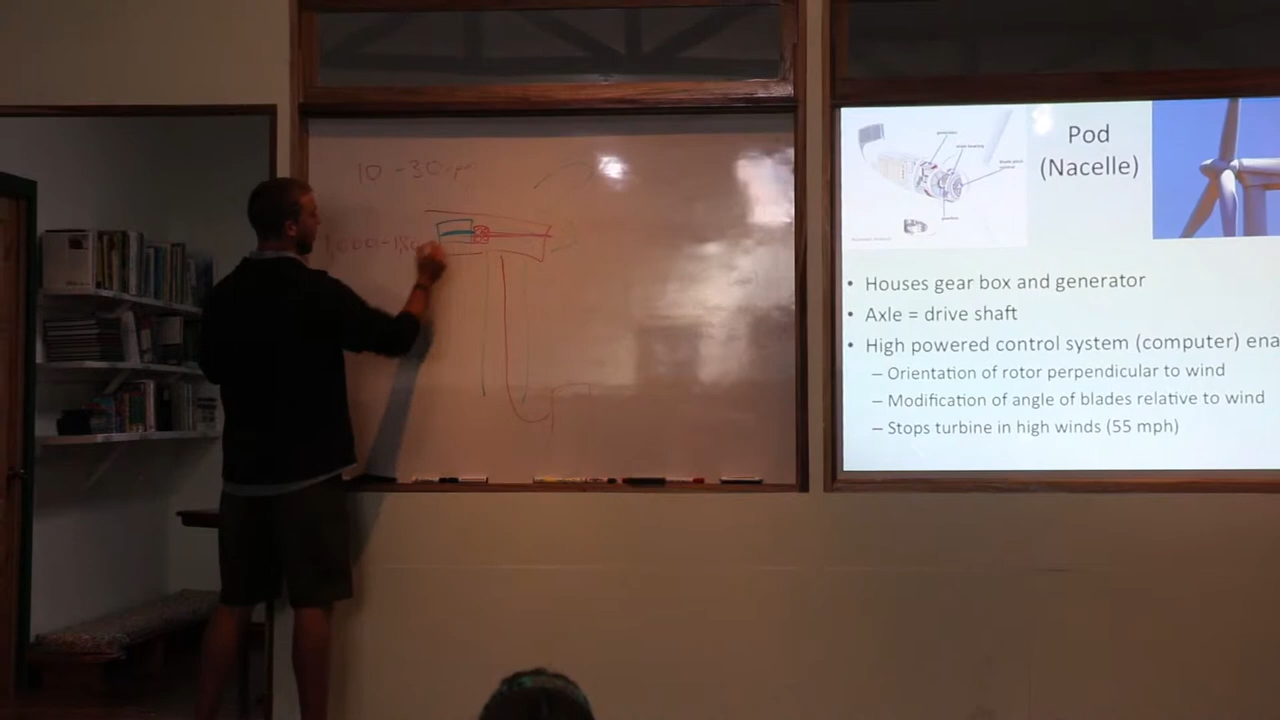 10 - 30 rpm
Pod
(Nacelle)
• Houses gear box and generator
• Axle = drive shaft
• High powered control system (computer) ena
– Orientation of rotor perpendicular to wind
– Modification of angle of blades relative to wind
– Stops turbine in high winds (55 mph)